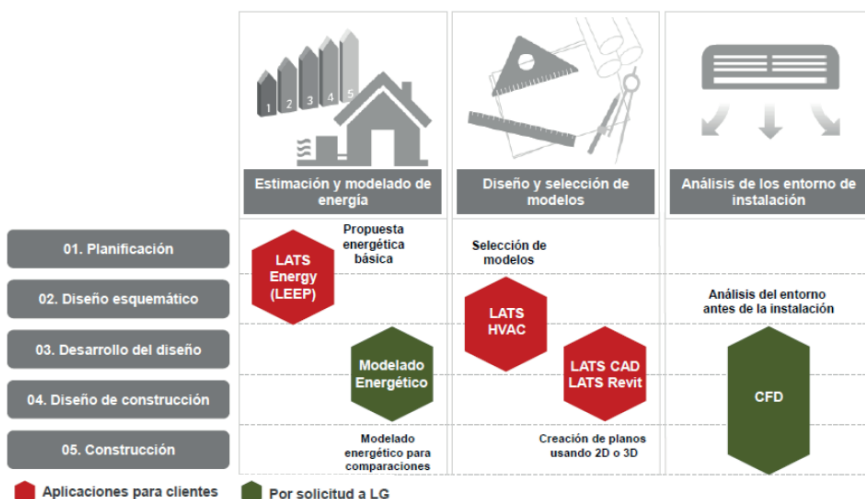 1
2
3
4
5
Estimación y modelado de
energía
Diseño y selección de
modelos
Análisis de los entorno de
instalación
01. Planificación
02. Diseño esquemático
03. Desarrollo del diseño
04. Diseño de construcción
05. Construcción
LATS
Energy
(LEEP)
Propuesta
energética
básica
Modelado
Energético
Modelado
energético para
comparaciones
Selección de
modelos
LATS
HVAC
LATS CAD
LATS Revit
Creación de planos
usando 2D o 3D
Análisis del entorno
antes de la instalación
CFD
Aplicaciones para clientes
Por solicitud a LG